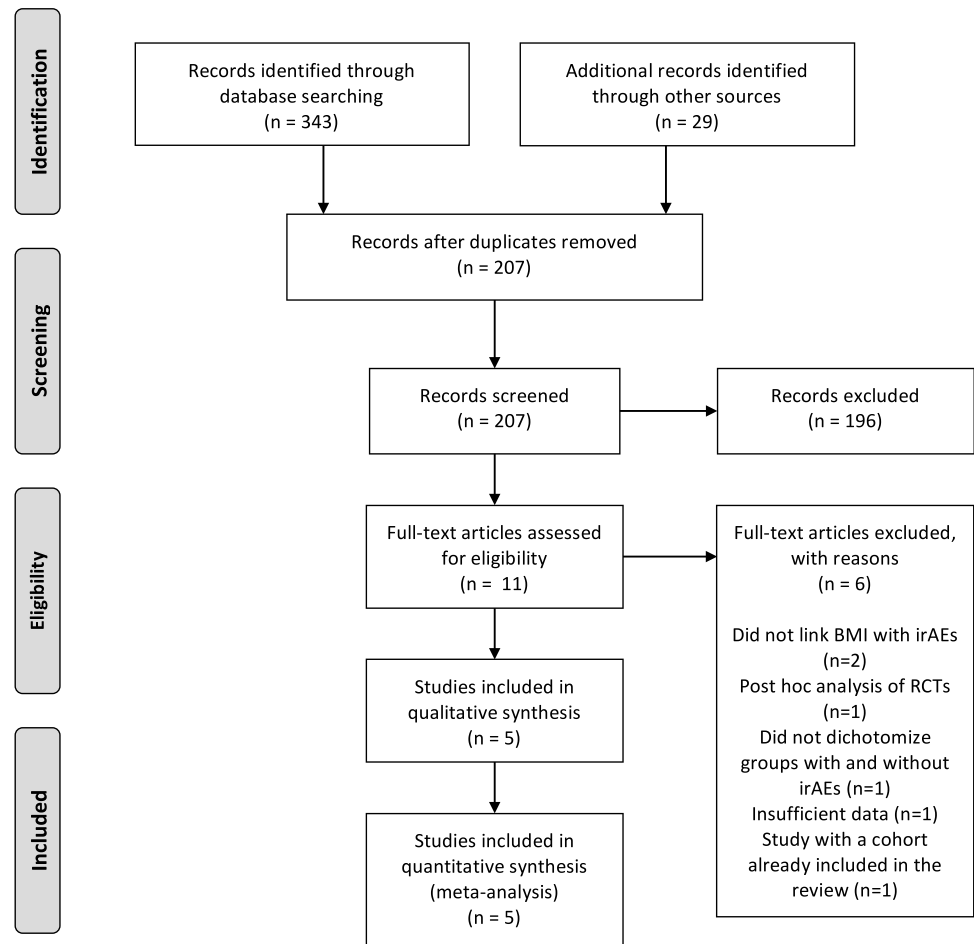 Identification
Records identified through
database searching
(n = 343)
Additional records identified
through other sources
(n = 29)
Records after duplicates removed
(n = 207)
Screening
Records screened
(n = 207)
Records excluded
(n = 196)
Eligibility
Full-text articles assessed
for eligibility
(n =  11)
Full-text articles excluded,
with reasons
(n = 6)
Did not link BMI with irAEs
(n=2)
Post hoc analysis of RCTs
(n=1)
Did not dichotomize
groups with and without
irAEs (n=1)
Insufficient data (n=1)
Study with a cohort
already included in the
review (n=1)
Studies included in
qualitative synthesis
(n = 5)
Included
Studies included in
quantitative synthesis
(meta-analysis)
(n = 5)